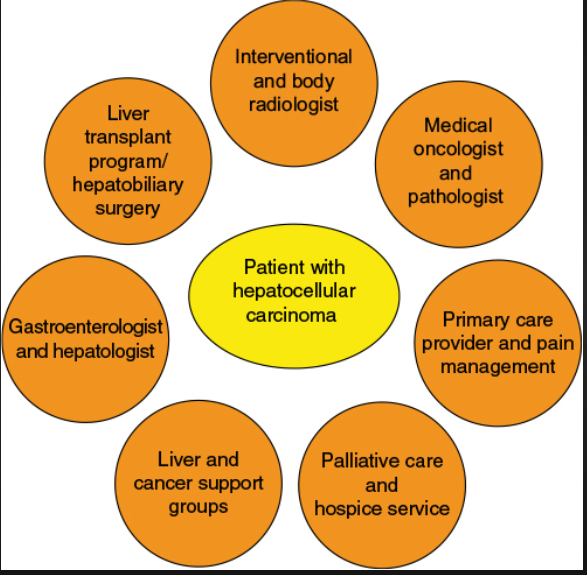 Interventional
and body
radiologist
Medical
oncologist
and
pathologist
Primary care
provider and pain
management
Palliative care
and
hospice service
Liver and
cancer support
groups
Gastroenterologist
and hepatologist
Liver
transplant
program/
hepatobiliary
surgery
Patient with
hepatocellular
carcinoma